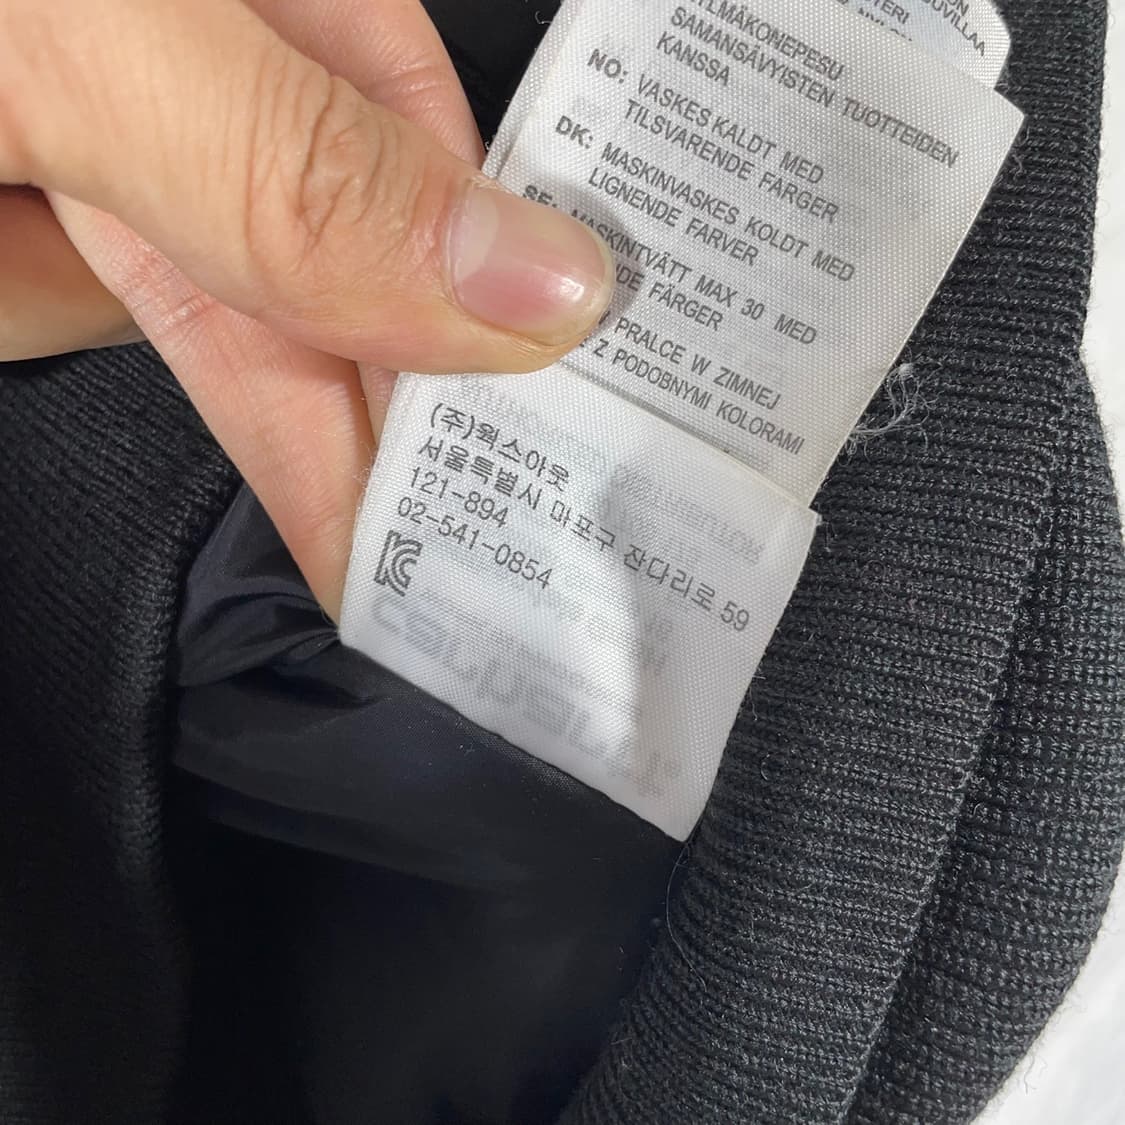 SAMANSÄVYISTEN TUOTTEIDEN
KANSSA
NO: VASKES KALDT MED
TILSVARENDE FARGER
DK: MASKINVASKES KOLDT MED
LIGNENDE FARVER
SE: MASKINTVÄTT MAX 30 MED
FÄRGER
PRALCE W ZIMNEJ
Z PODOBNYMI KOLORAMI
(주)웍스아웃
서울특별시 마포구 잔다리로 59
121-894
02-541-0854